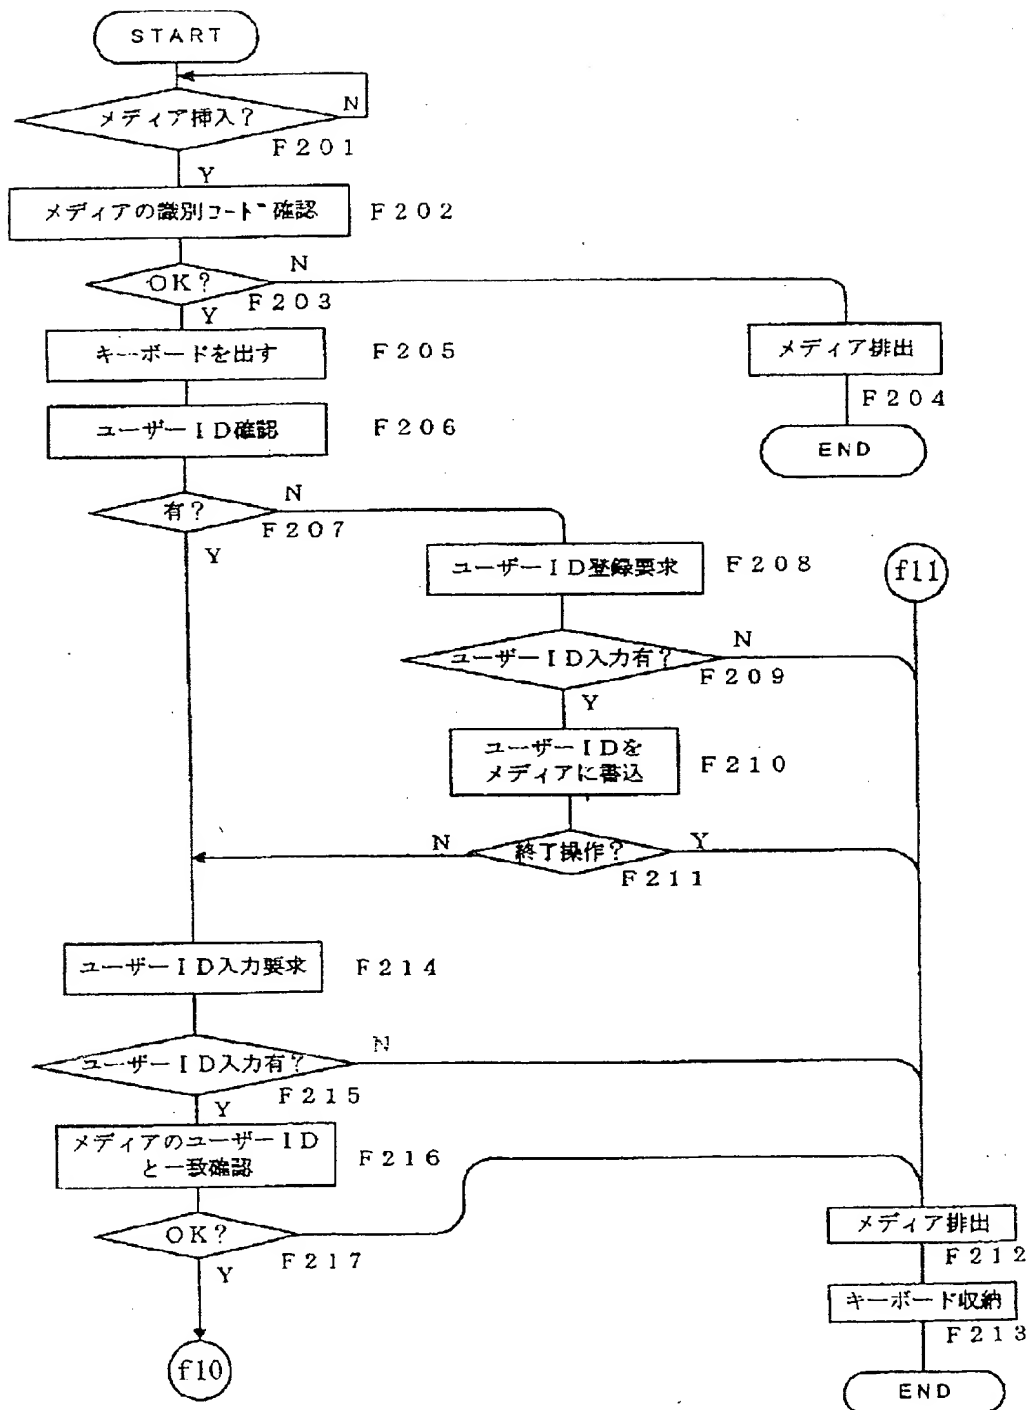 START
メディア挿入?
N
F201
Y
メディアの識別コード確認
F202
OK?
N
F203
Y
キーボードを出す
F205
メディア排出
F204
END
ユーザーID確認
F206
有?
N
F207
Y
ユーザーID登録要求
F208
f11
ユーザーID入力有?
N
F209
Y
ユーザーIDを
メディアに書込
F210
終了操作?
N
Y
F211
ユーザーID入力要求
F214
ユーザーID入力有?
N
F215
Y
メディアのユーザーID
と一致確認
F216
OK?
F217
Y
f10
メディア排出
F212
キーボード収納
F213
END